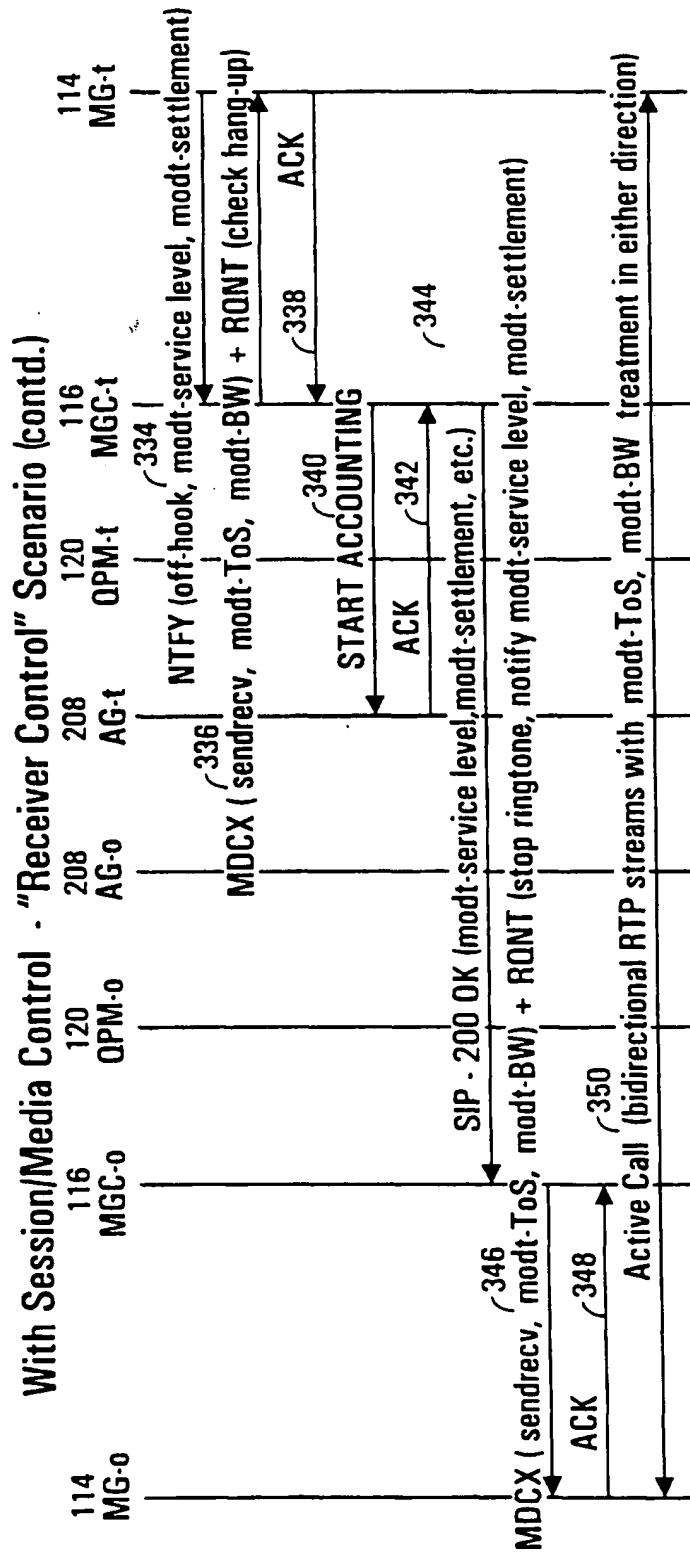 With Session/Media Control - "Receiver Control" Scenario (contd.)
114
MG-o
116
MGC-o
120
QPM-o
208
AG-o
208
AG-t
120
QPM-t
116
MGC-t
114
MG-t
334
NTFY (off-hook, modt-service level, modt-settlement)
336
MDCX ( sendrecv, modt-ToS, modt-BW) + RQNT (check hang-up)
338
ACK
START ACCOUNTING
340
ACK
342
344
SIP - 200 OK (modt-service level,modt-settlement, etc.)
346
MDCX ( sendrecv, modt-ToS, modt-BW) + RQNT (stop ringtone, notify modt-service level, modt-settlement)
ACK
348
350
Active Call (bidirectional RTP streams with modt-ToS, modt-BW treatment in either direction)